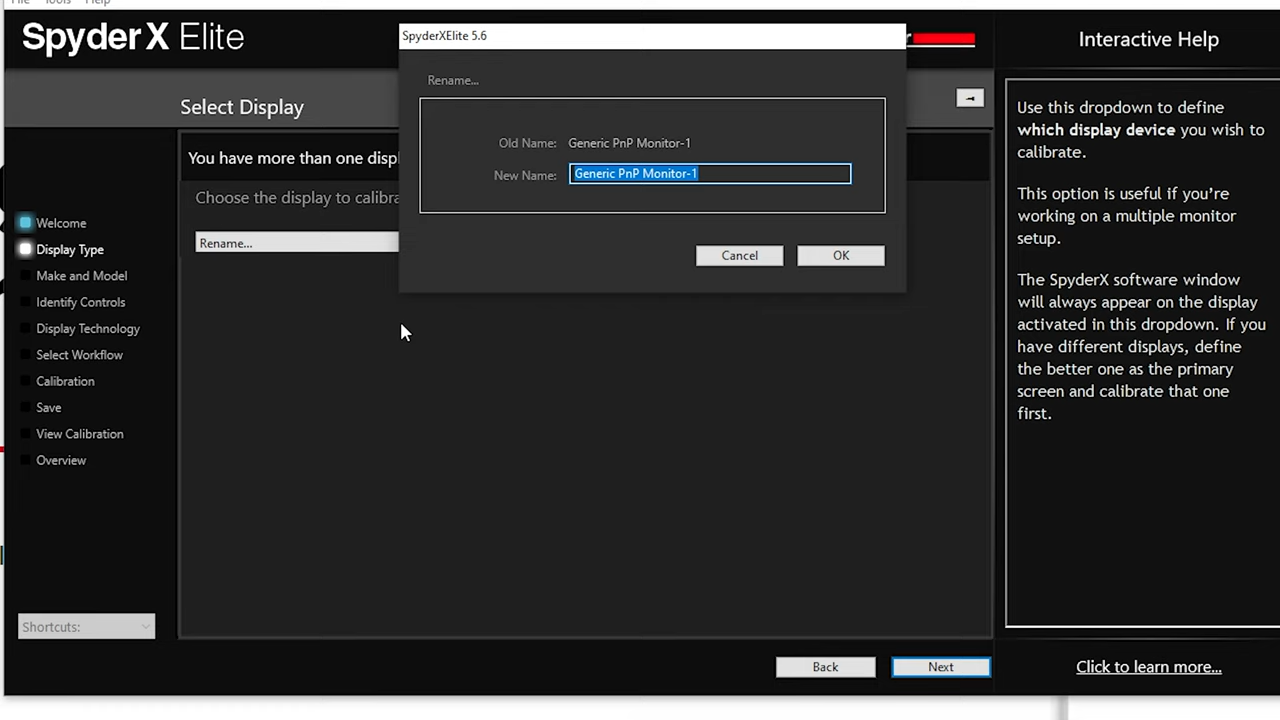 File Tools Help
SpyderX Elite
SpyderXElite 5.6
Rename...
Old Name: Generic PnP Monitor-1
New Name: Generic PnP Monitor-1
Cancel OK
Select Display
You have more than one displ
Choose the display to calibra
Rename...
Welcome
Display Type
Make and Model
Identify Controls
Display Technology
Select Workflow
Calibration
Save
View Calibration
Overview
Shortcuts:
Back Next
Interactive Help
Use this dropdown to define
which display device you wish to
calibrate.
This option is useful if you're
working on a multiple monitor
setup.
The SpyderX software window
will always appear on the display
activated in this dropdown. If you
have different displays, define
the better one as the primary
screen and calibrate that one
first.
Click to learn more...